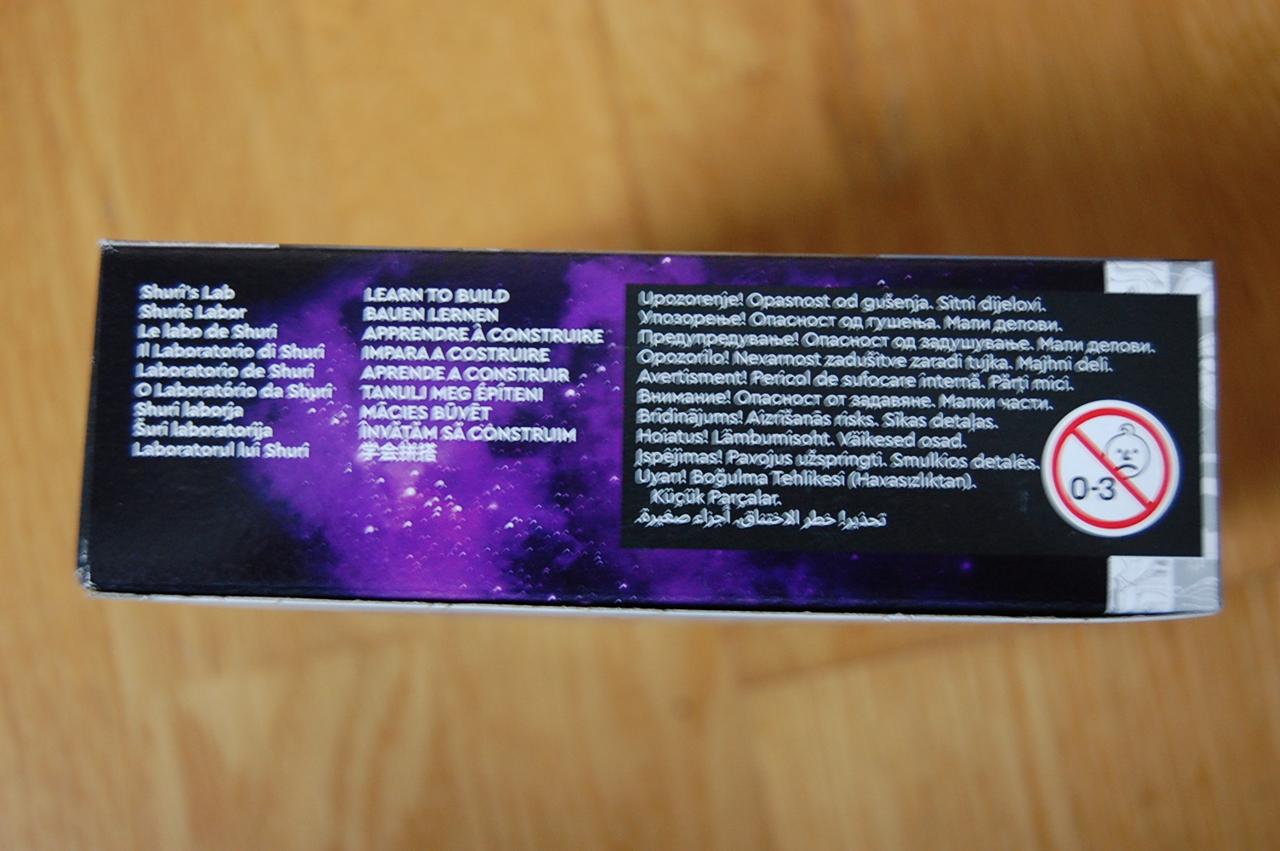 Shuri's Lab
Shuris Labor
Le labo de Shuri
Il Laboratorio di Shuri
Laboratorio de Shuri
O Laboratório da Shuri
Shuri laborja
Šuri laboratorija
Laboratorul lui Shuri
LEARN TO BUILD
BAUEN LERNEN
APPRENDRE À CONSTRUIRE
IMPARA A COSTRUIRE
APRENDE A CONSTRUIR
TANULJ MEG ÉPÍTENI
MĀCIES BŪVĒT
ÎNVĂȚĂM SĂ CONSTRUIM
学会拼搭
Upozorenje! Opasnost od gušenja. Sitni dijelovi.
Упозорење! Опасност од гушења. Мали делови.
Предупредување! Опасност од задушување. Мали делови.
Opozorilo! Nevarnost zadušitve zaradi tujka. Majhni deli.
Avertisment! Pericol de sufocare internă. Părți mici.
Внимание! Опасност от задавяне. Малки части.
Brīdinājums! Aizrīšanās risks. Sīkas detaļas.
Hoiatus! Lämbumisoht. Väikesed osad.
Įspėjimas! Pavojus užspringti. Smulkios detalės.
Uyarı! Boğulma Tehlikesi (Havasızlıktan).
Küçük Parçalar.
تحذير! خطر الاختناق. أجزاء صغيرة.
0-3